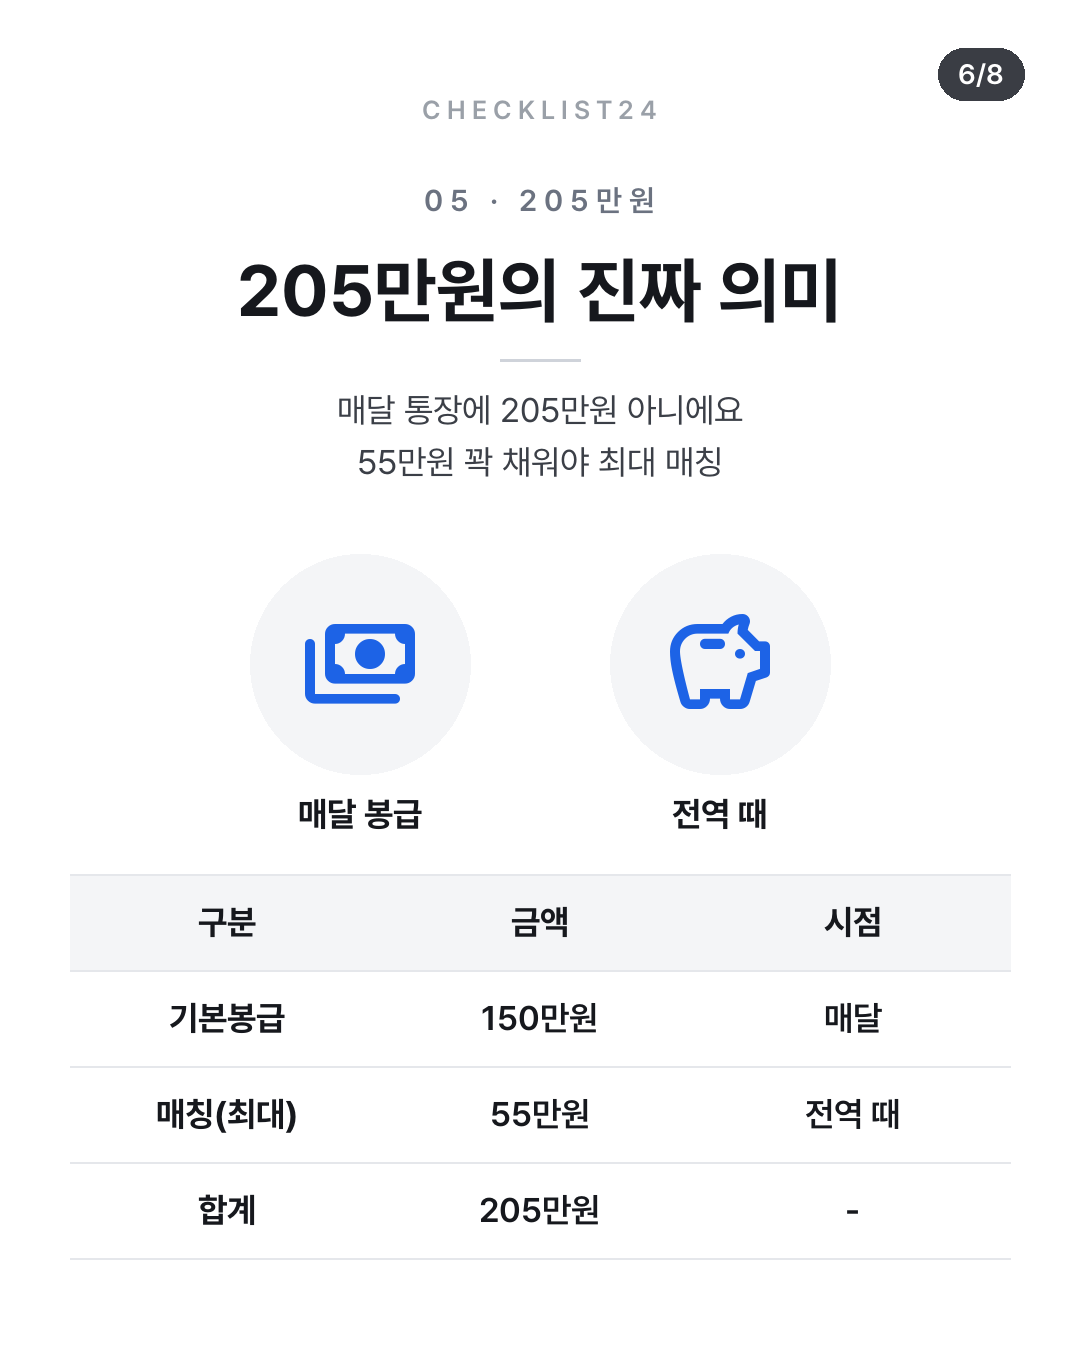 6/8
CHECKLIST24
05 · 205만원
205만원의 진짜 의미
매달 통장에 205만원 아니에요
55만원 꽉 채워야 최대 매칭
매달 봉급 전역 때
구분 금액 시점
기본봉급 150만원 매달
매칭(최대) 55만원 전역 때
합계 205만원 -